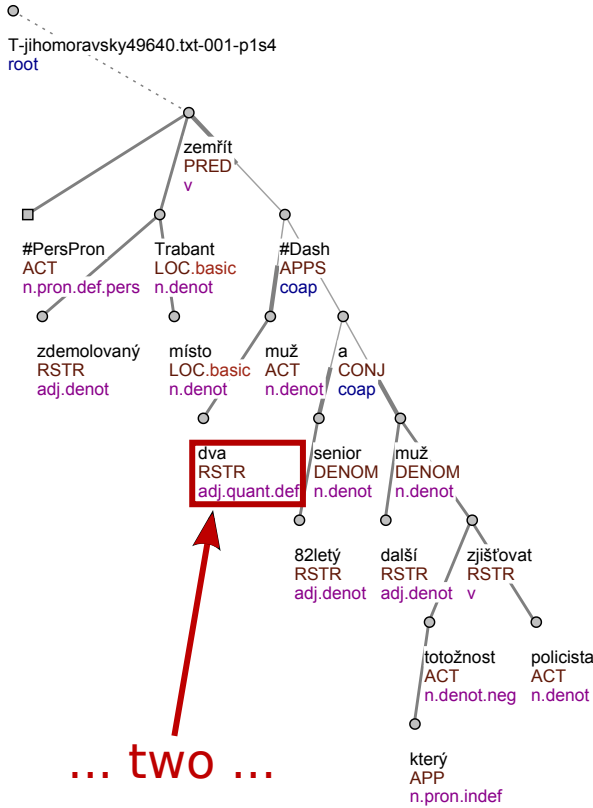 T-jihomoravsky49640.txt-001-p1s4
root
zemřít
PRED
v
#PersPron
ACT
n.pron.def.pers
Trabant
LOC.basic
n.denot
#Dash
APPS
coap
zdemolovaný
RSTR
adj.denot
místo
LOC.basic
n.denot
muž
ACT
n.denot
a
CONJ
coap
dva
RSTR
adj.quant.def
senior
DENOM
n.denot
muž
DENOM
n.denot
82letý
RSTR
adj.denot
další
RSTR
adj.denot
zjišťovat
RSTR
v
totožnost
ACT
n.denot.neg
policista
ACT
n.denot
který
APP
n.pron.indef
... two ...